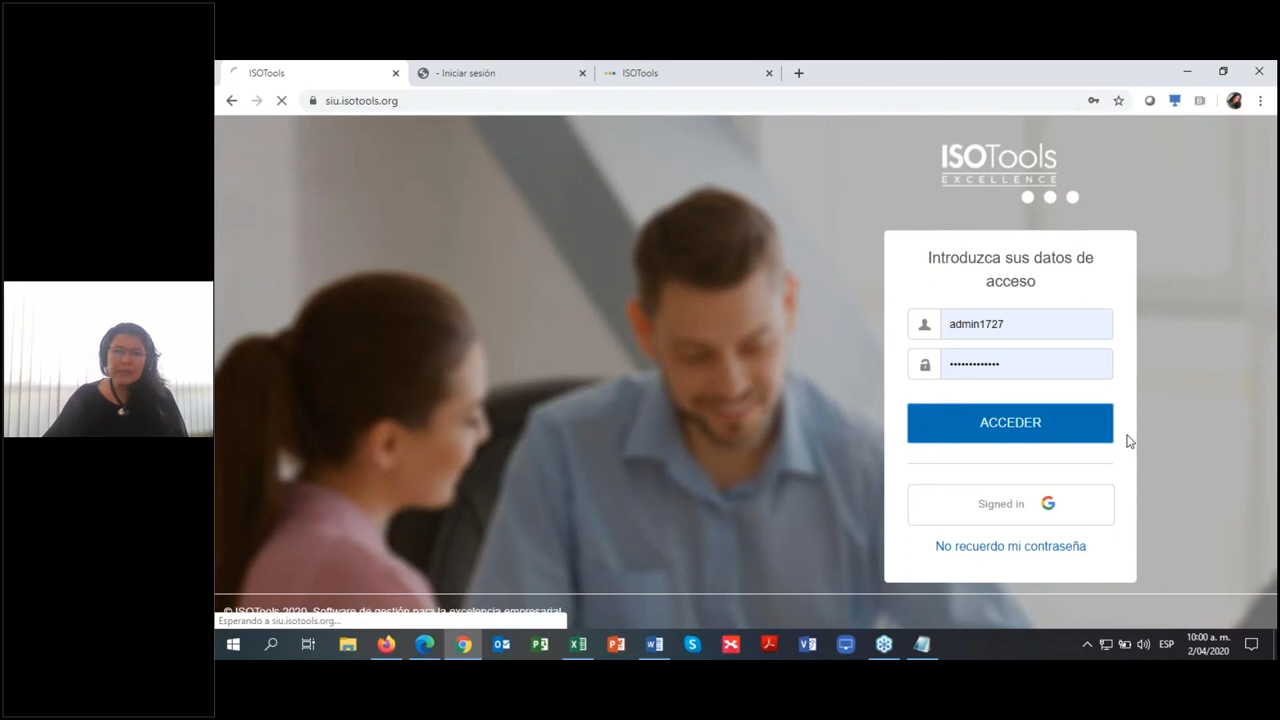 ISOTools
- Iniciar sesión
ISOTools
siu.isotools.org
ISOTools
EXCELLENCE
Introduzca sus datos de
acceso
admin1727
•••••••••••••
ACCEDER
Signed in
No recuerdo mi contraseña
© ISOTools 2020. Software de gestión para la excelencia empresarial
Esperando a siu.isotools.org...
ESP
10:00 a. m.
2/04/2020